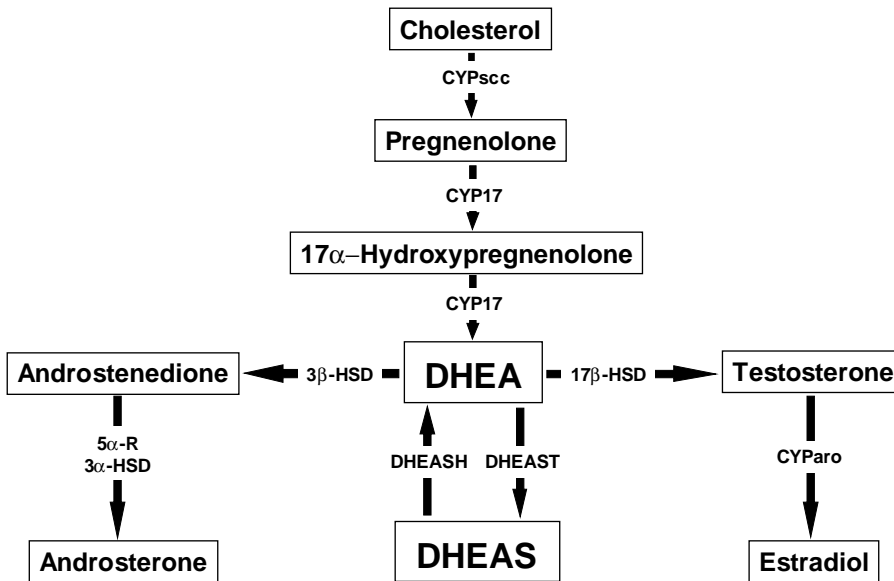 Cholesterol
CYPscc
Pregnenolone
CYP17
17α−Hydroxypregnenolone
CYP17
Androstenedione
3β-HSD
DHEA
17β-HSD
Testosterone
5α-R
3α-HSD
DHEASH
DHEAST
CYParo
Androsterone
DHEAS
Estradiol